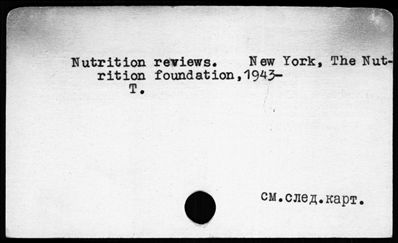 Nutrition reviews. New York, The Nut-
rition foundation, 1943-
T.
см.след.карт.